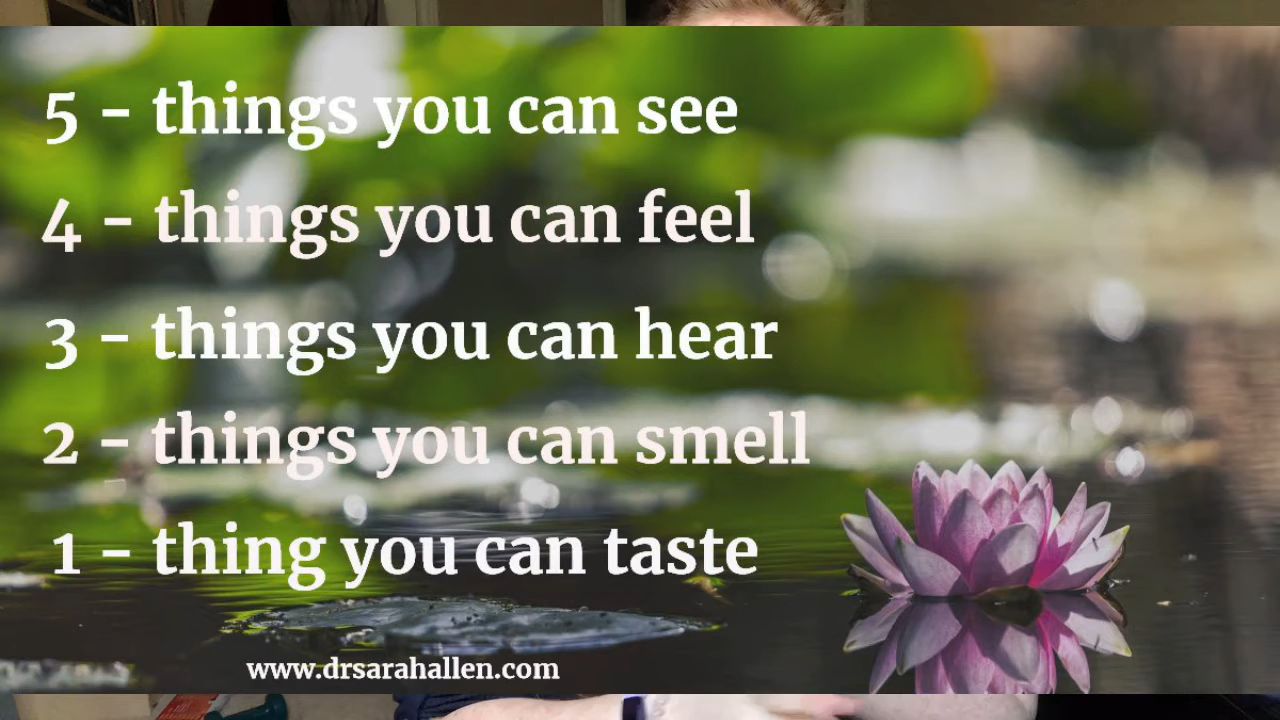 5 - things you can see
4 - things you can feel
3 - things you can hear
2 - things you can smell
1 - thing you can taste
www.drsarahallen.com